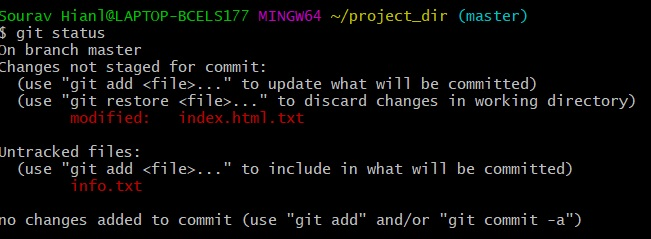 Sourav Hianl@LAPTOP-BCELS177 MINGW64 ~/project_dir (master)
$ git status
On branch master
Changes not staged for commit:
  (use "git add <file>..." to update what will be committed)
  (use "git restore <file>..." to discard changes in working directory)
        modified:   index.html.txt

Untracked files:
  (use "git add <file>..." to include in what will be committed)
        info.txt

no changes added to commit (use "git add" and/or "git commit -a")